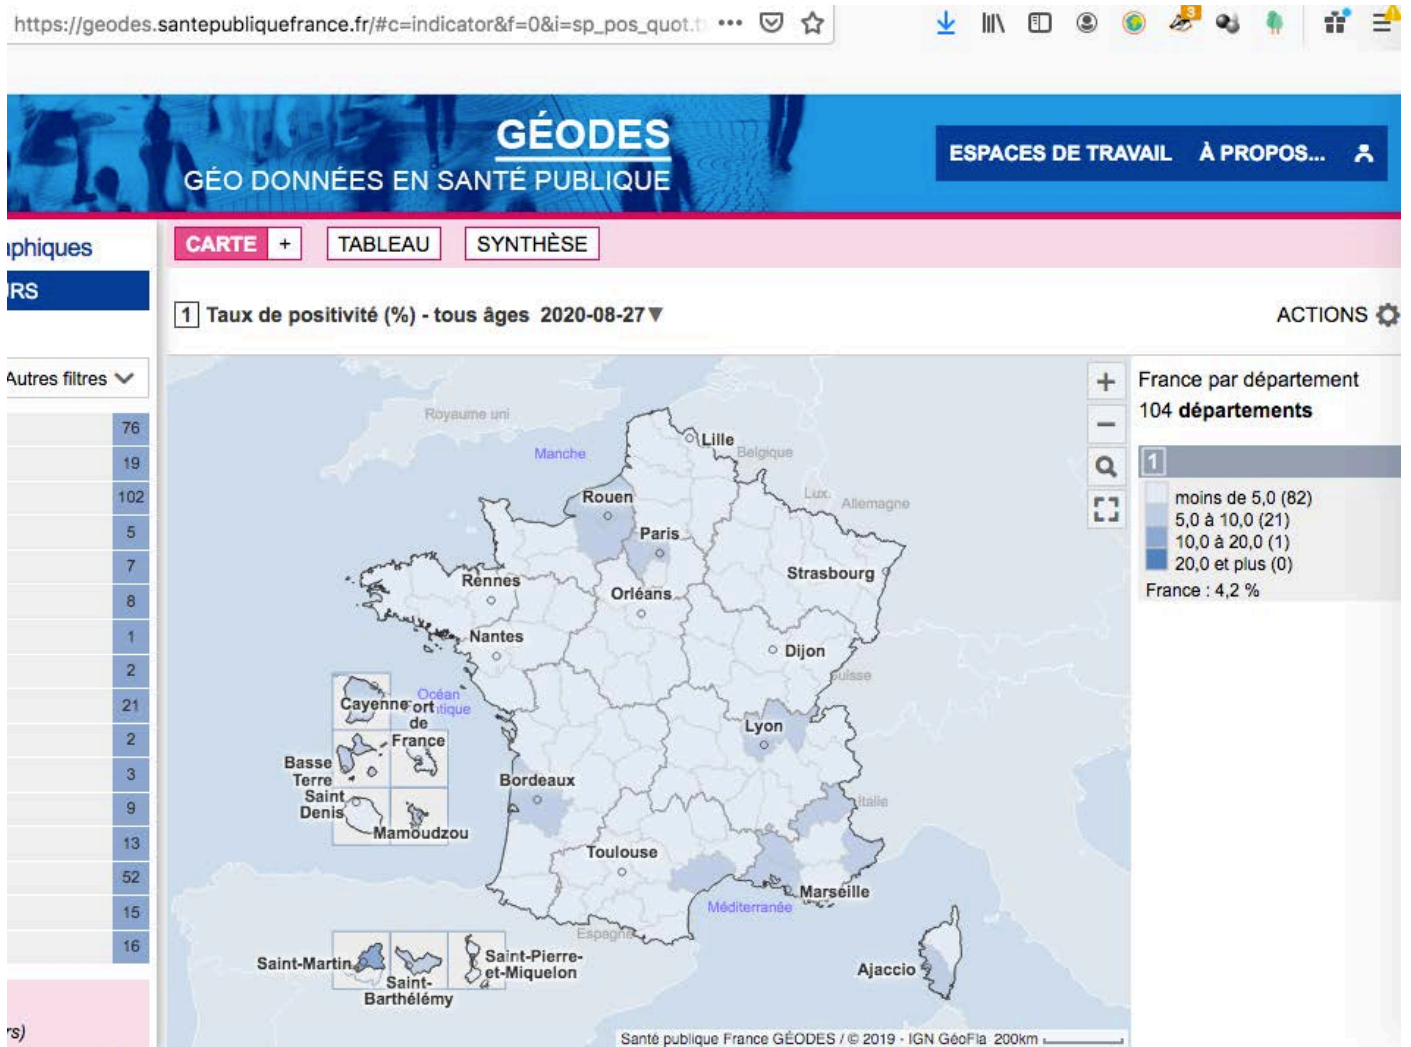 https://geodes.santepubliquefrance.fr/#c=indicator&f=0&i=sp_pos_quot.t
3
GÉODES
GÉO DONNÉES EN SANTÉ PUBLIQUE
ESPACES DE TRAVAIL À PROPOS...
phiques
CARTE + TABLEAU SYNTHÈSE
RS
1 Taux de positivité (%) - tous âges 2020-08-27
ACTIONS
Autres filtres
76
19
102
5
7
8
1
2
21
2
3
9
13
52
15
16
rs)
Royaume uni
Manche
Lille
Belgique
Lux.
Allemagne
Rouen
Paris
Strasbourg
Rennes
Orléans
Nantes
Dijon
Suisse
Océan
tique
Cayenne
ort
de
France
Lyon
Basse
Terre
Saint
Denis
Mamoudzou
Bordeaux
Italie
Toulouse
Marseille
Méditerranée
Espagne
Saint-Martin
Saint-
Barthélémy
Saint-Pierre-
et-Miquelon
Ajaccio
Santé publique France GÉODES / © 2019 - IGN GéoFla 200km
+
−
France par département
104 départements
1
moins de 5,0 (82)
5,0 à 10,0 (21)
10,0 à 20,0 (1)
20,0 et plus (0)
France : 4,2 %